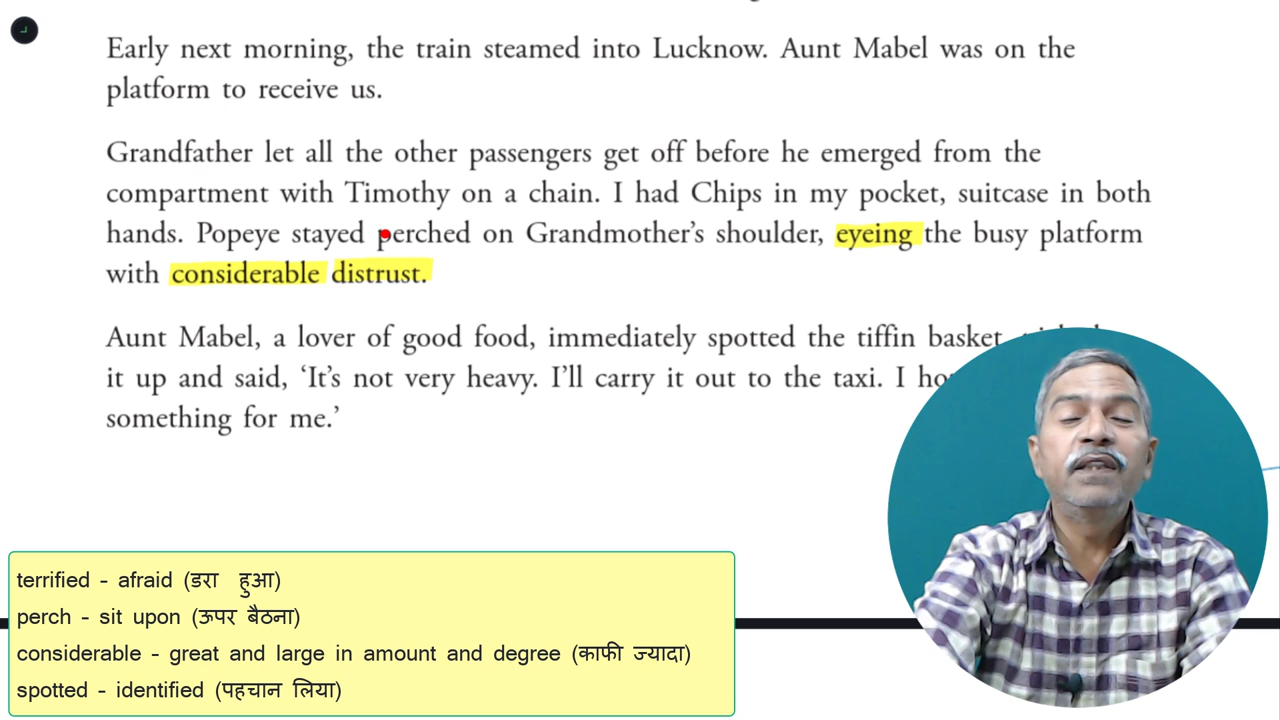 Early next morning, the train steamed into Lucknow. Aunt Mabel was on the
platform to receive us.
Grandfather let all the other passengers get off before he emerged from the
compartment with Timothy on a chain. I had Chips in my pocket, suitcase in both
hands. Popeye stayed perched on Grandmother’s shoulder, eyeing the busy platform
with considerable distrust.
Aunt Mabel, a lover of good food, immediately spotted the tiffin basket,
it up and said, ‘It’s not very heavy. I’ll carry it out to the taxi. I
something for me.’
terrified - afraid (डरा हुआ)
perch - sit upon (ऊपर बैठना)
considerable - great and large in amount and degree (काफी ज्यादा)
spotted - identified (पहचान लिया)